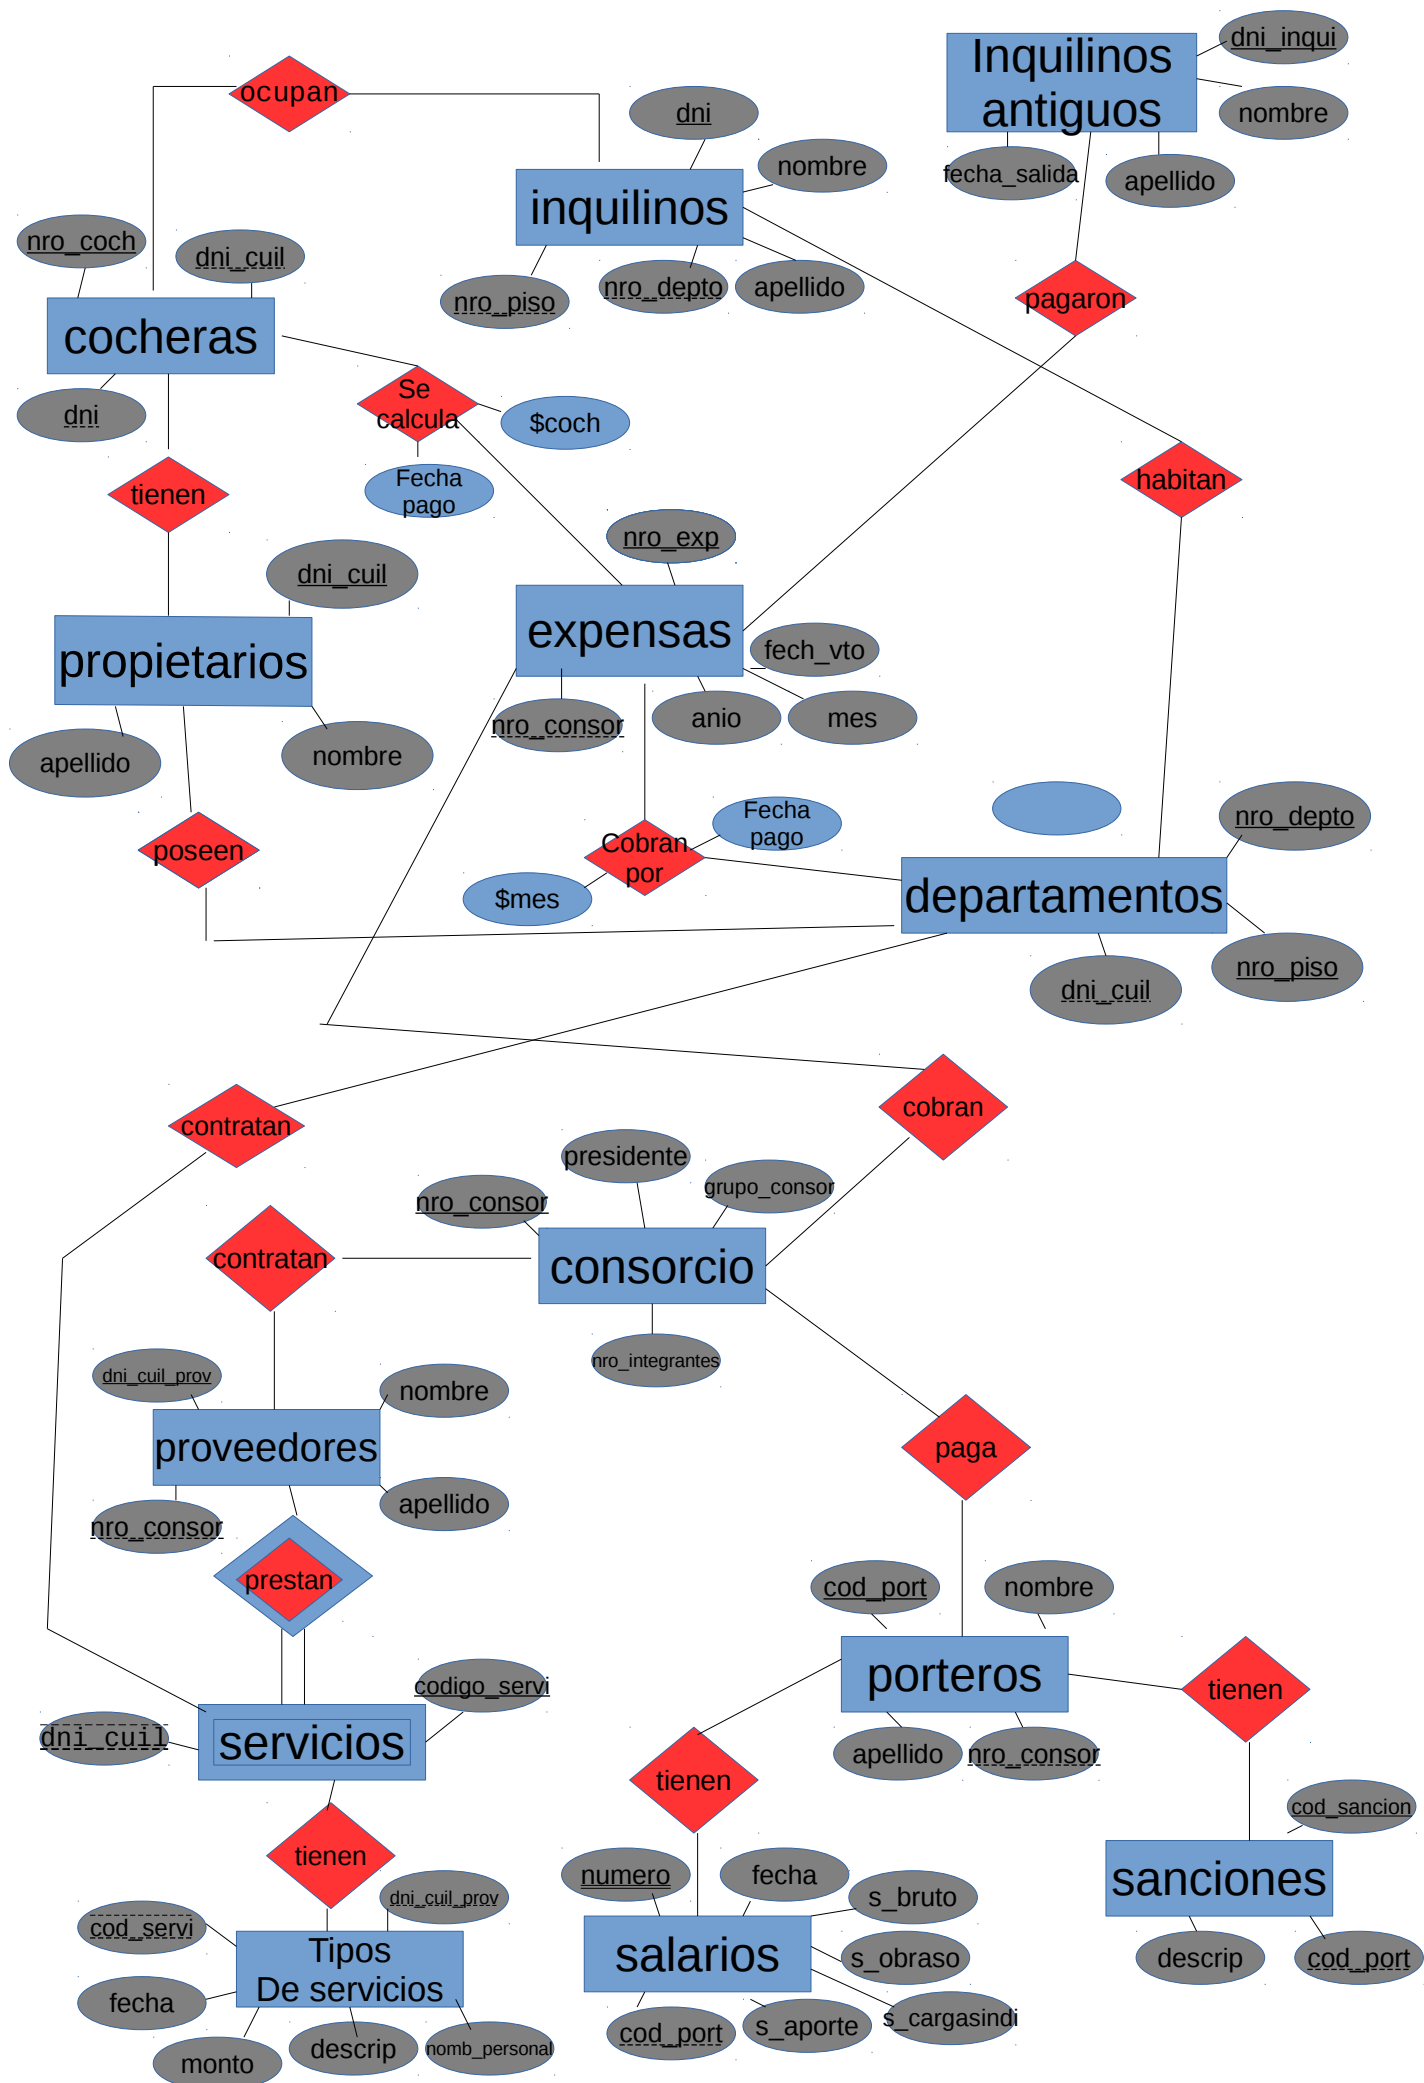 dni_inqui
Inquilinos
antiguos
ocupan
dni
nombre
nombre
fecha_salida
apellido
inquilinos
nro_coch
dni_cuil
nro_piso
nro_depto
apellido
pagaron
cocheras
Se
calcula
$coch
dni
Fecha
pago
habitan
tienen
nro_exp
dni_cuil
expensas
fech_vto
propietarios
nro_consor
anio
mes
apellido
nombre
Fecha
pago
nro_depto
poseen
Cobran
por
$mes
departamentos
nro_piso
dni_cuil
contratan
cobran
presidente
grupo_consor
nro_consor
contratan
consorcio
nro_integrantes
dni_cuil_prov
nombre
proveedores
paga
apellido
nro_consor
prestan
cod_port
nombre
porteros
tienen
codigo_servi
dni_cuil
servicios
apellido
nro_consor
tienen
cod_sancion
tienen
numero
fecha
s_bruto
sanciones
dni_cuil_prov
cod_servi
Tipos
De servicios
salarios
s_obraso
descrip
cod_port
fecha
monto
descrip
nomb_personal
cod_port
s_aporte
s_cargasindi